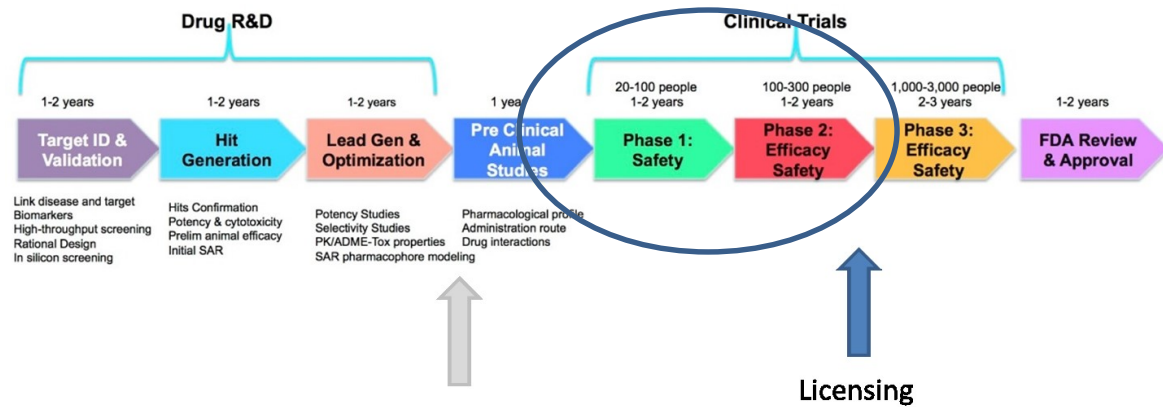 Drug R&D
Clinical Trials
1-2 years
1-2 years
1-2 years
1 year
20-100 people
1-2 years
100-300 people
1-2 years
1,000-3,000 people
2-3 years
1-2 years
Target ID &
Validation
Hit
Generation
Lead Gen &
Optimization
Pre Clinical
Animal
Studies
Phase 1:
Safety
Phase 2:
Efficacy
Safety
Phase 3:
Efficacy
Safety
FDA Review
& Approval
Link disease and target
Biomarkers
High-throughput screening
Rational Design
In silicon screening
Hits Confirmation
Potency & cytotoxicity
Prelim animal efficacy
Initial SAR
Potency Studies
Selectivity Studies
PK/ADME-Tox properties
SAR pharmacophore modeling
Pharmacological profile
Administration route
Drug interactions
Licensing